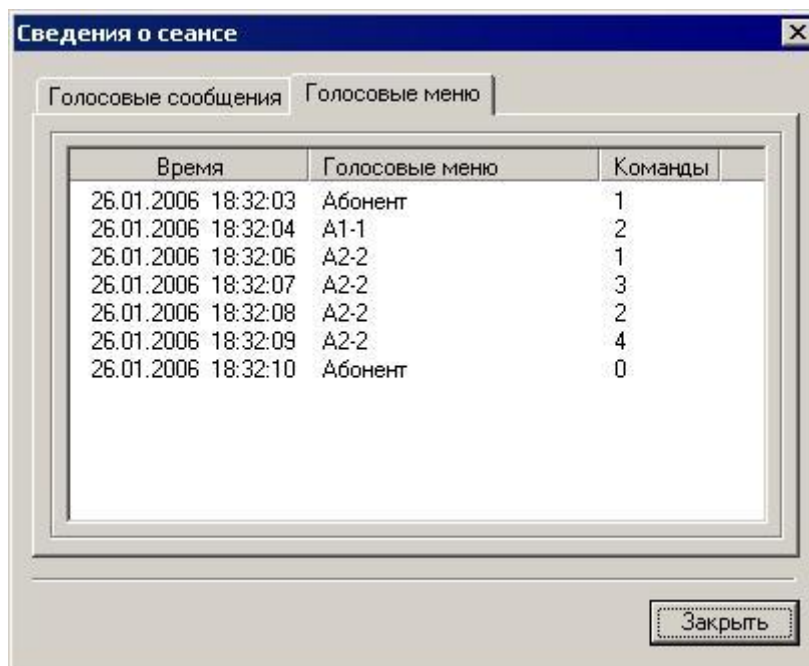 Сведения о сеансе
Голосовые сообщения Голосовые меню
Время Голосовые меню Команды
26.01.2006 18:32:03 Абонент 1
26.01.2006 18:32:04 А1-1 2
26.01.2006 18:32:06 А2-2 1
26.01.2006 18:32:07 А2-2 3
26.01.2006 18:32:08 А2-2 2
26.01.2006 18:32:09 А2-2 4
26.01.2006 18:32:10 Абонент 0
Закрыть